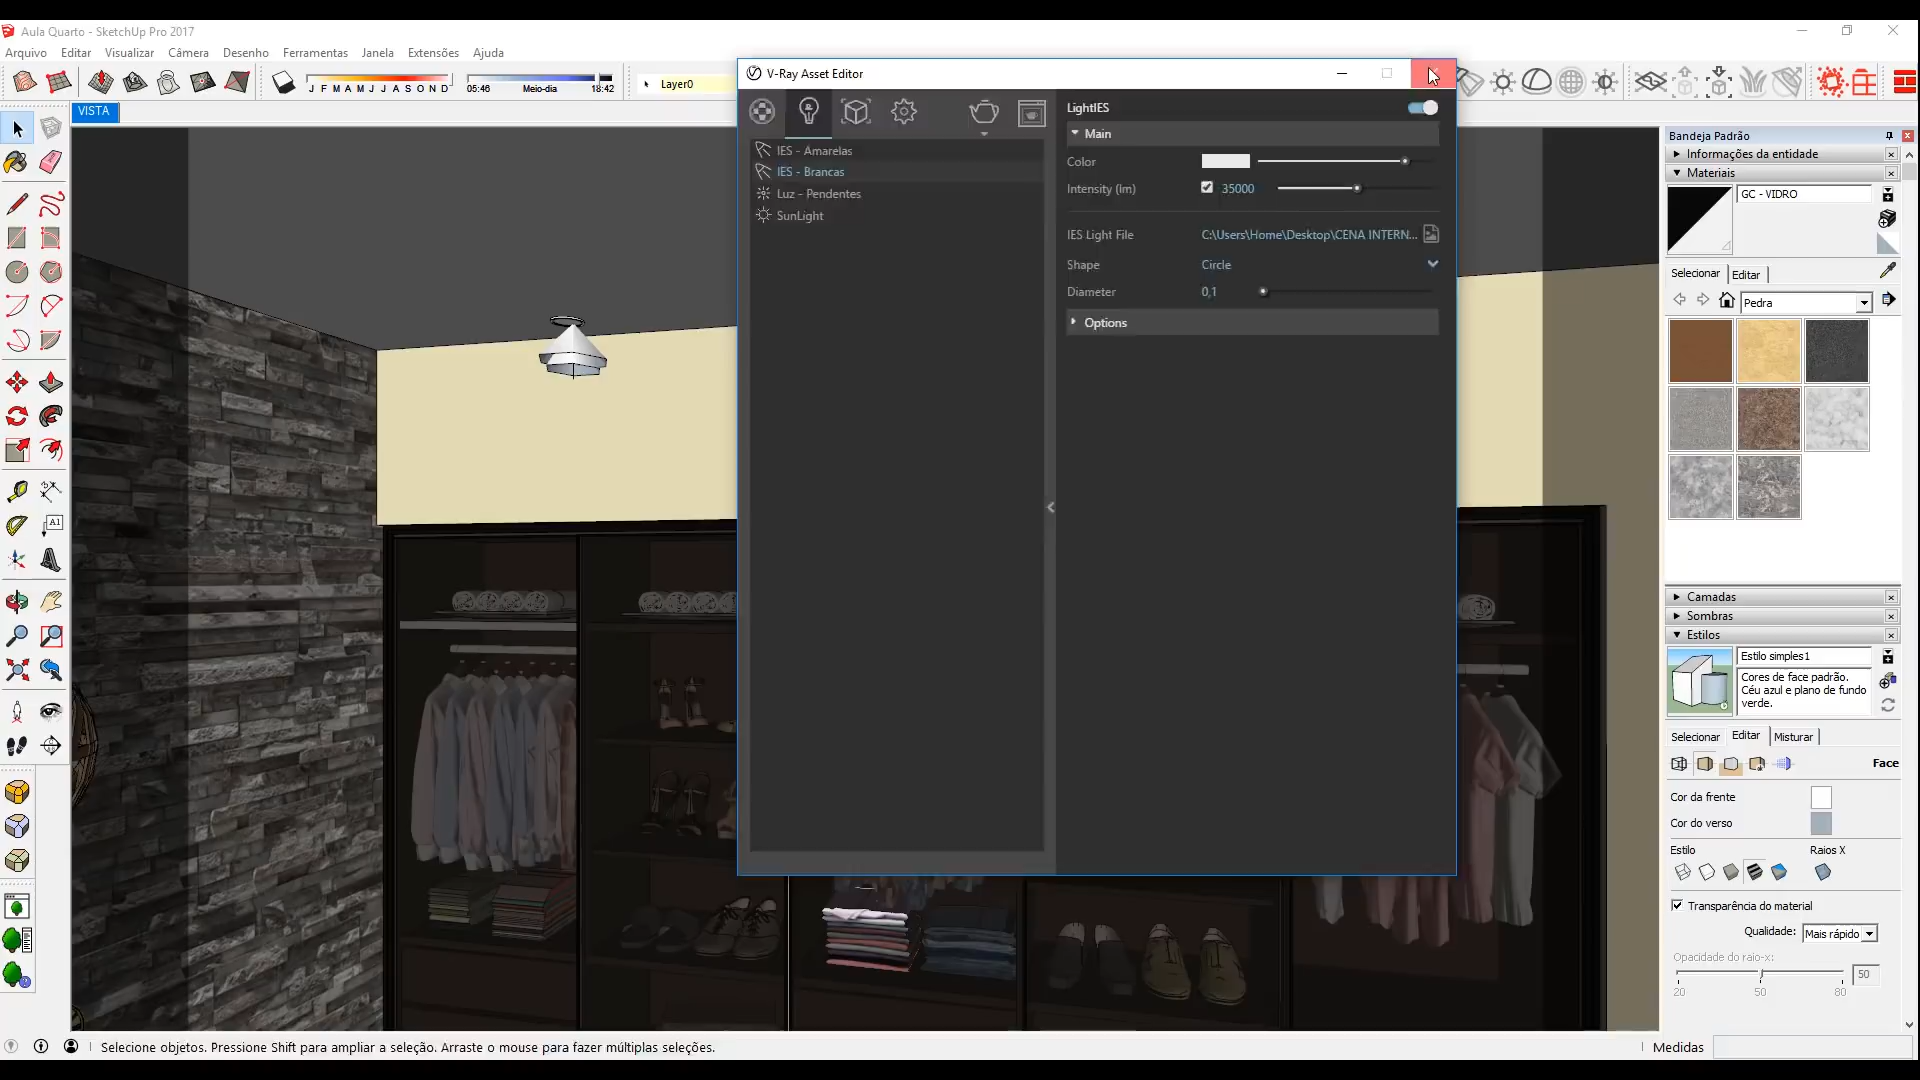 Aula Quarto - SketchUp Pro 2017
Arquivo Editar Visualizar Câmera Desenho Ferramentas Janela Extensões Ajuda
J F M A M J J A S O N D
05:46 Meio-dia 18:42
Layer0
VISTA
V-Ray Asset Editor
IES - Amarelas
IES - Brancas
Luz - Pendentes
SunLight
LightIES
Main
Color
Intensity (lm) 35000
IES Light File C:\Users\Home\Desktop\CENA INTERN...
Shape Circle
Diameter 0,1
Options
A1
Bandeja Padrão
Informações da entidade
Materiais
GC - VIDRO
Selecionar Editar
Pedra
Camadas
Sombras
Estilos
Estilo simples1
Cores de face padrão.
Céu azul e plano de fundo
verde.
Selecionar Editar Misturar
Face
Cor da frente
Cor do verso
Estilo Raios X
Transparência do material
Qualidade: Mais rápido
Opacidade do raio-x:
50
20 50 80
Selecione objetos. Pressione Shift para ampliar a seleção. Arraste o mouse para fazer múltiplas seleções.
Medidas